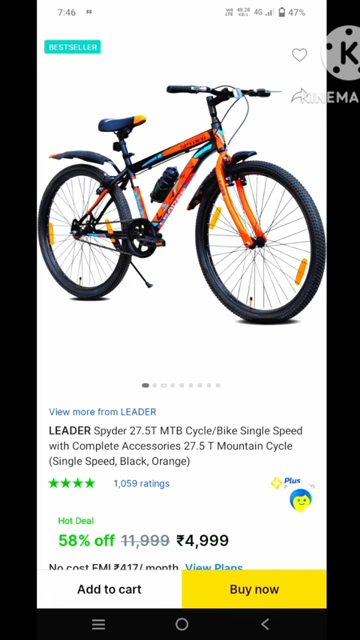 7:46
4G 47%
BESTSELLER
KINEMA
View more from LEADER
LEADER Spyder 27.5T MTB Cycle/Bike Single Speed
with Complete Accessories 27.5 T Mountain Cycle
(Single Speed, Black, Orange)
1,059 ratings
Plus
Hot Deal
58% off 11,999 ₹4,999
No cost EMI ₹417/ month. View Plans
Add to cart Buy now